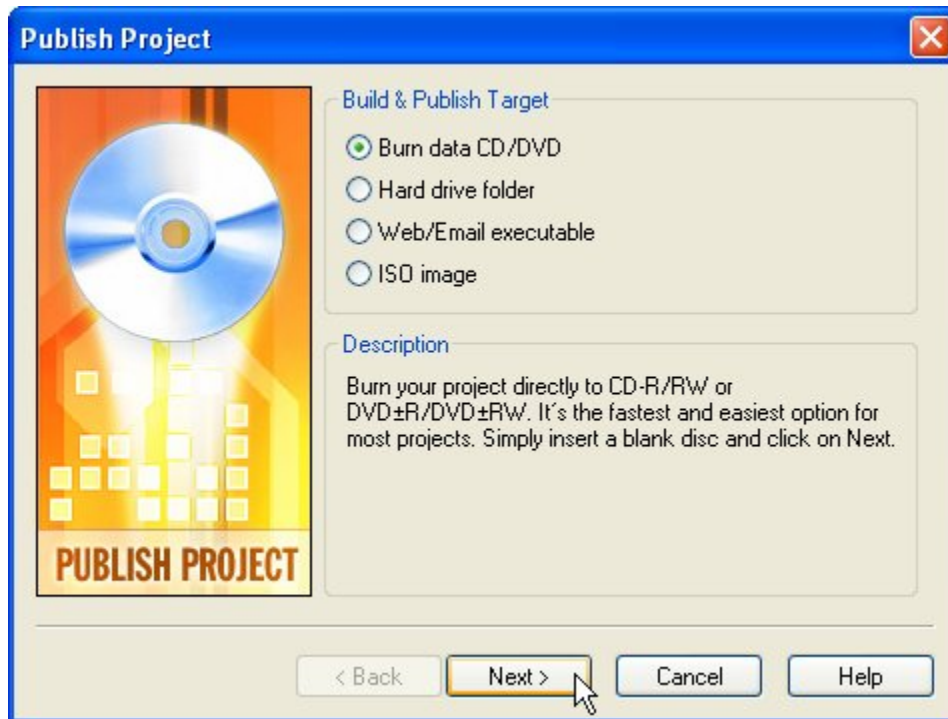 Publish Project
Build & Publish Target
Burn data CD/DVD
Hard drive folder
Web/Email executable
ISO image
Description
Burn your project directly to CD-R/RW or
DVD±R/DVD±RW. It's the fastest and easiest option for
most projects. Simply insert a blank disc and click on Next.
PUBLISH PROJECT
< Back
Next >
Cancel
Help